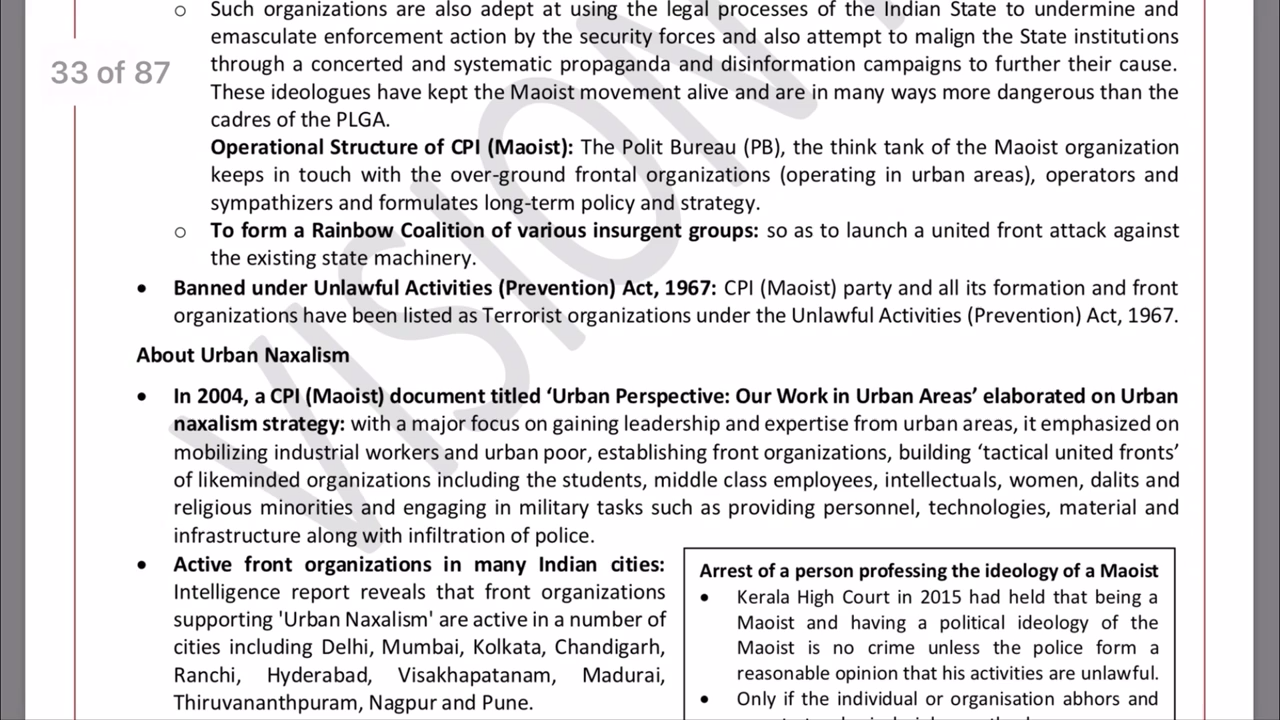 ○ Such organizations are also adept at using the legal processes of the Indian State to undermine and
emasculate enforcement action by the security forces and also attempt to malign the State institutions
33 of 87
through a concerted and systematic propaganda and disinformation campaigns to further their cause.
These ideologues have kept the Maoist movement alive and are in many ways more dangerous than the
cadres of the PLGA.
Operational Structure of CPI (Maoist): The Polit Bureau (PB), the think tank of the Maoist organization
keeps in touch with the over-ground frontal organizations (operating in urban areas), operators and
sympathizers and formulates long-term policy and strategy.
○ To form a Rainbow Coalition of various insurgent groups: so as to launch a united front attack against
the existing state machinery.
• Banned under Unlawful Activities (Prevention) Act, 1967: CPI (Maoist) party and all its formation and front
organizations have been listed as Terrorist organizations under the Unlawful Activities (Prevention) Act, 1967.
About Urban Naxalism
• In 2004, a CPI (Maoist) document titled ‘Urban Perspective: Our Work in Urban Areas’ elaborated on Urban
naxalism strategy: with a major focus on gaining leadership and expertise from urban areas, it emphasized on
mobilizing industrial workers and urban poor, establishing front organizations, building ‘tactical united fronts’
of likeminded organizations including the students, middle class employees, intellectuals, women, dalits and
religious minorities and engaging in military tasks such as providing personnel, technologies, material and
infrastructure along with infiltration of police.
• Active front organizations in many Indian cities:
Intelligence report reveals that front organizations
supporting 'Urban Naxalism' are active in a number of
cities including Delhi, Mumbai, Kolkata, Chandigarh,
Ranchi, Hyderabad, Visakhapatanam, Madurai,
Thiruvananthpuram, Nagpur and Pune.
Arrest of a person professing the ideology of a Maoist
• Kerala High Court in 2015 had held that being a
Maoist and having a political ideology of the
Maoist is no crime unless the police form a
reasonable opinion that his activities are unlawful.
• Only if the individual or organisation abhors and
VISION